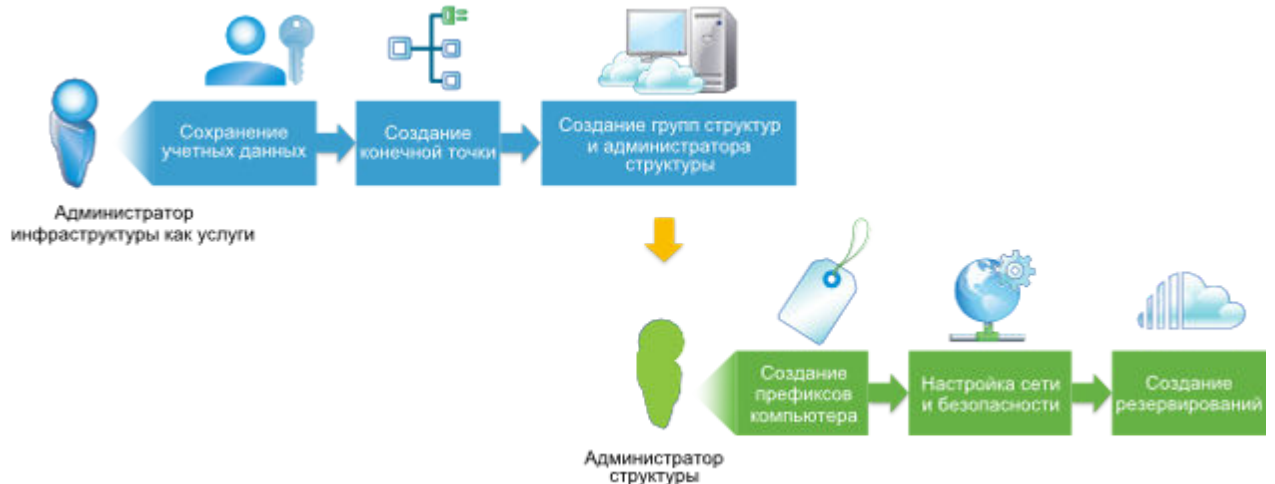 Сохранение
учетных данных
Создание
конечной точки
Создание групп структур
и администратора
структуры
Администратор
инфраструктуры как услуги
Создание
префиксов
компьютера
Настройка сети
и безопасности
Создание
резервирований
Администратор
структуры